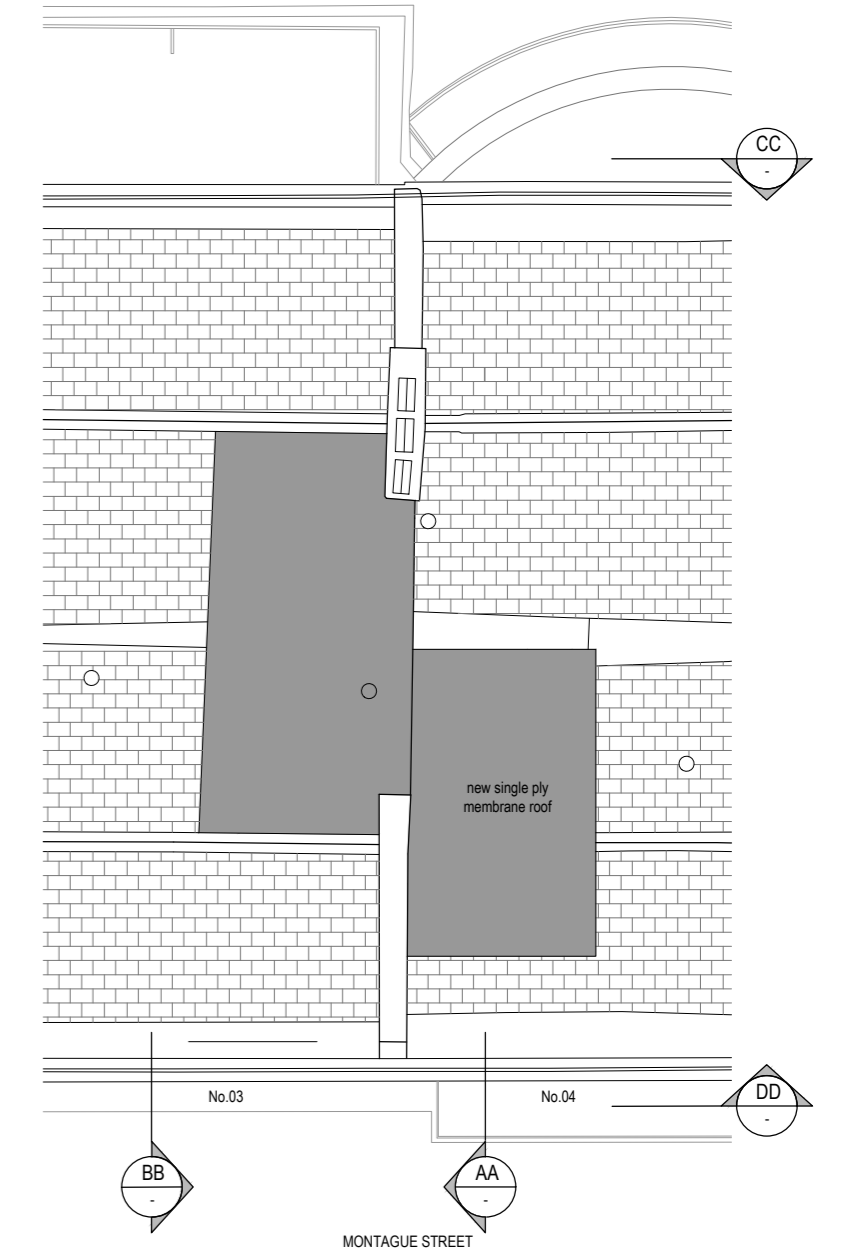 CC
-
new single ply
membrane roof
No.03
No.04
DD
-
BB
-
AA
-
MONTAGUE STREET